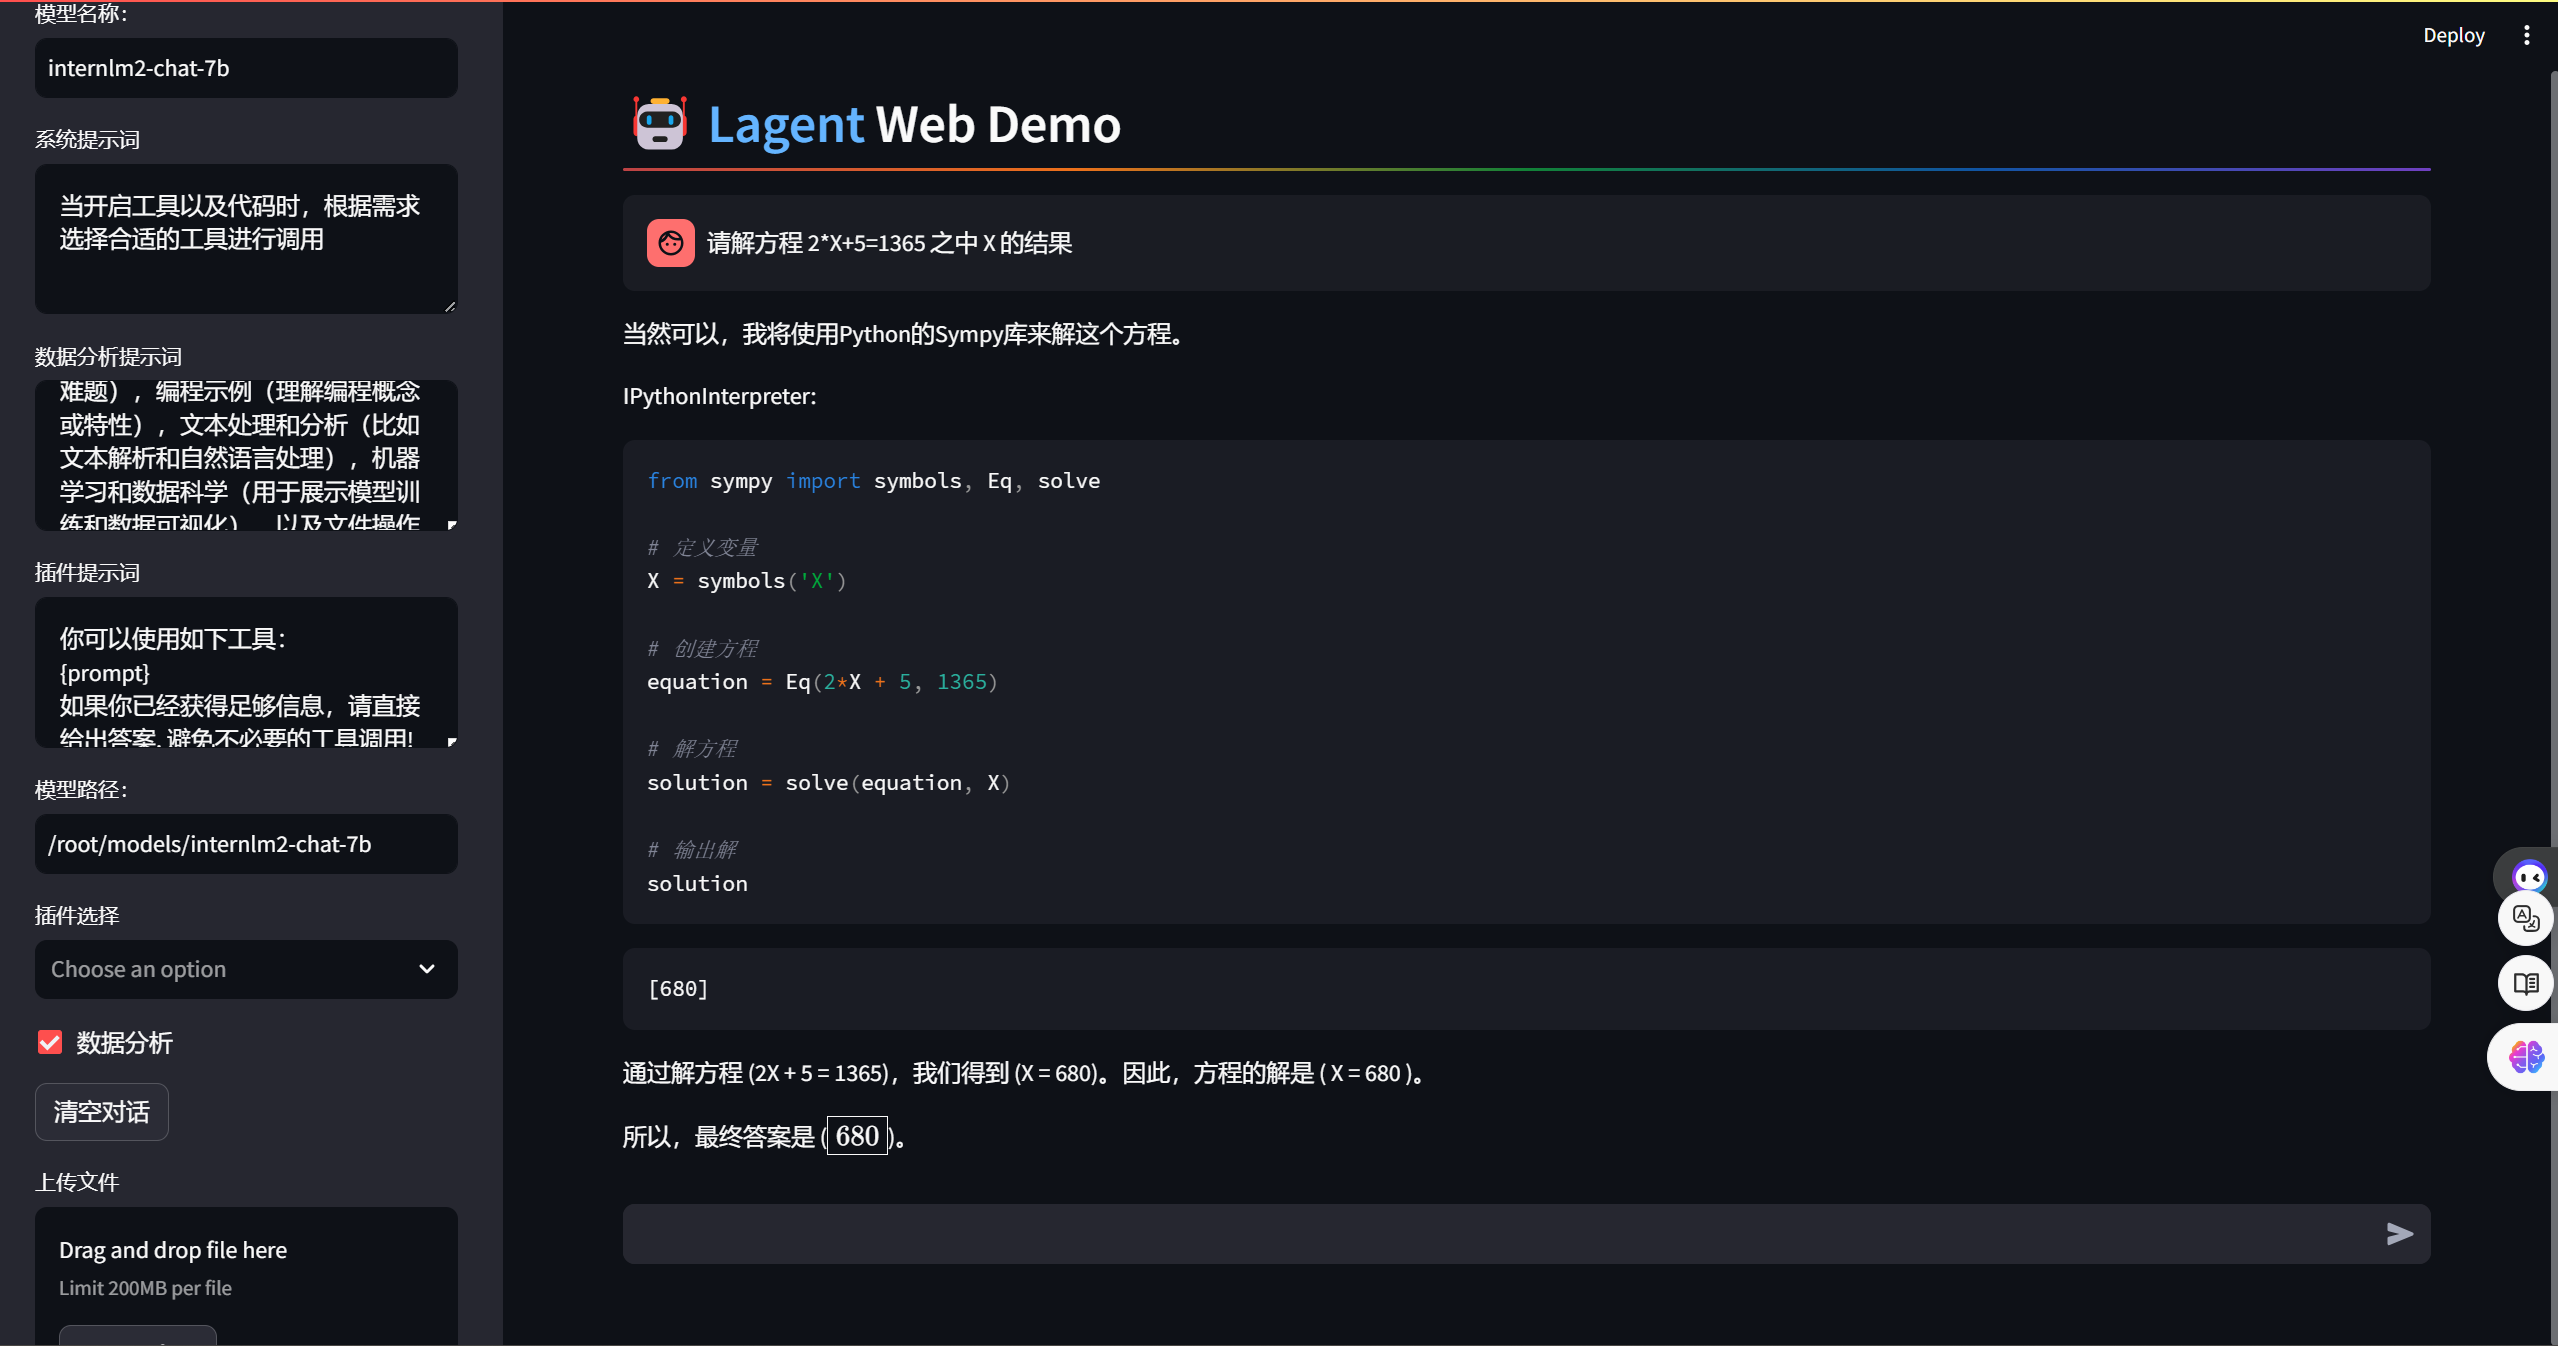 模型名称：
internlm2-chat-7b
系统提示词
当开启工具以及代码时，根据需求
选择合适的工具进行调用
数据分析提示词
难题），编程示例（理解编程概念
或特性），文本处理和分析（比如
文本解析和自然语言处理），机器
学习和数据科学（用于展示模型训
练和数据可视化），以及文件操作
插件提示词
你可以使用如下工具：
{prompt}
如果你已经获得足够信息，请直接
给出答案. 避免不必要的工具调用!
模型路径：
/root/models/internlm2-chat-7b
插件选择
Choose an option
数据分析
清空对话
上传文件
Drag and drop file here
Limit 200MB per file
Deploy
Lagent Web Demo
请解方程 2*X+5=1365 之中 X 的结果
当然可以，我将使用Python的Sympy库来解这个方程。
IPythonInterpreter:
from sympy import symbols, Eq, solve
# 定义变量
X = symbols('X')
# 创建方程
equation = Eq(2*X + 5, 1365)
# 解方程
solution = solve(equation, X)
# 输出解
solution
[680]
通过解方程 (2X + 5 = 1365)，我们得到 (X = 680)。因此，方程的解是 ( X = 680 )。
所以，最终答案是 (680)。